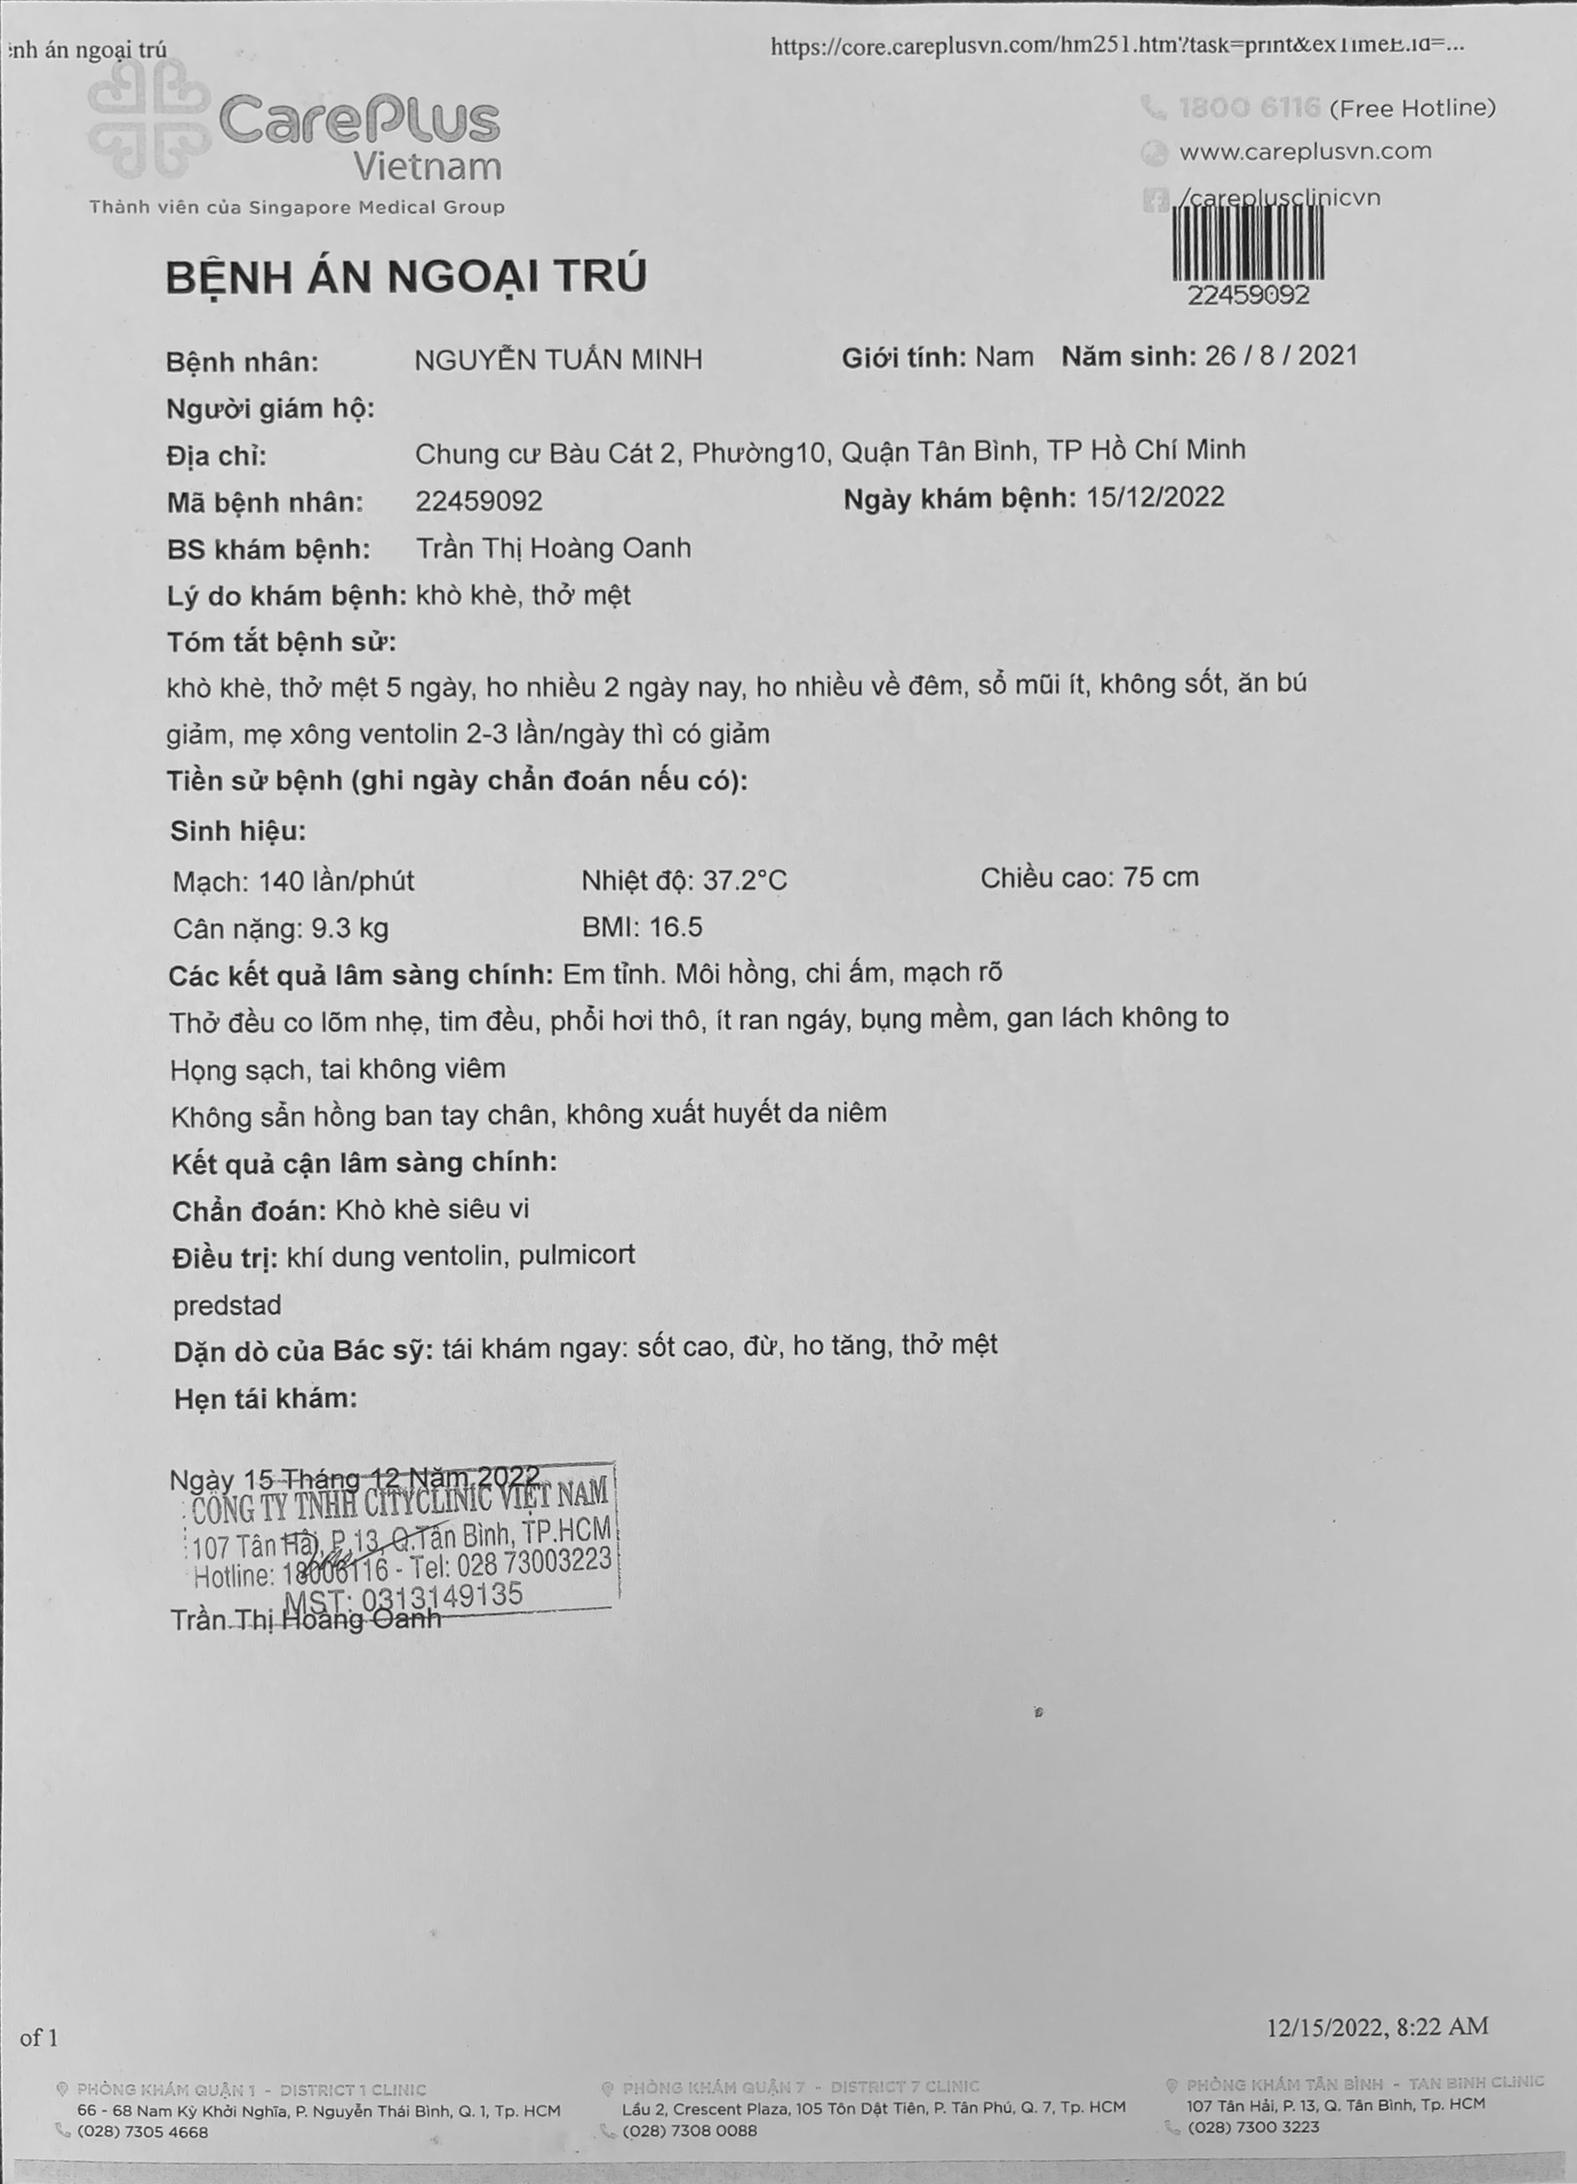 ệnh án ngoại trú
https://core.careplusvn.com/hm251.htm?task=print&exTimeE.id=...
CarePlus
Vietnam
Thành viên của Singapore Medical Group
1800 6116 (Free Hotline)
www.careplusvn.com
/careplusclinicvn
22459092
BỆNH ÁN NGOẠI TRÚ
Bệnh nhân: NGUYỄN TUẤN MINH Giới tính: Nam Năm sinh: 26 / 8 / 2021
Người giám hộ:
Địa chỉ: Chung cư Bàu Cát 2, Phường10, Quận Tân Bình, TP Hồ Chí Minh
Mã bệnh nhân: 22459092 Ngày khám bệnh: 15/12/2022
BS khám bệnh: Trần Thị Hoàng Oanh
Lý do khám bệnh: khò khè, thở mệt
Tóm tắt bệnh sử:
khò khè, thở mệt 5 ngày, ho nhiều 2 ngày nay, ho nhiều về đêm, sổ mũi ít, không sốt, ăn bú
giảm, mẹ xông ventolin 2-3 lần/ngày thì có giảm
Tiền sử bệnh (ghi ngày chẩn đoán nếu có):
Sinh hiệu:
Mạch: 140 lần/phút Nhiệt độ: 37.2°C Chiều cao: 75 cm
Cân nặng: 9.3 kg BMI: 16.5
Các kết quả lâm sàng chính: Em tỉnh. Môi hồng, chi ấm, mạch rõ
Thở đều co lõm nhẹ, tim đều, phổi hơi thô, ít ran ngáy, bụng mềm, gan lách không to
Họng sạch, tai không viêm
Không sẩn hồng ban tay chân, không xuất huyết da niêm
Kết quả cận lâm sàng chính:
Chẩn đoán: Khò khè siêu vi
Điều trị: khí dung ventolin, pulmicort
predstad
Dặn dò của Bác sỹ: tái khám ngay: sốt cao, đừ, ho tăng, thở mệt
Hẹn tái khám:
Ngày 15 Tháng 12 Năm 2022
CÔNG TY TNHH CITYCLINIC VIỆT NAM
107 Tân Hải, P.13, Q.Tân Bình, TP.HCM
Hotline: 18006116 - Tel: 028 73003223
MST: 0313149135
Trần Thị Hoàng Oanh
of 1
12/15/2022, 8:22 AM
PHÒNG KHÁM QUẬN 1 - DISTRICT 1 CLINIC
66 - 68 Nam Kỳ Khởi Nghĩa, P. Nguyễn Thái Bình, Q. 1, Tp. HCM
(028) 7305 4668
PHÒNG KHÁM QUẬN 7 - DISTRICT 7 CLINIC
Lầu 2, Crescent Plaza, 105 Tôn Dật Tiên, P. Tân Phú, Q. 7, Tp. HCM
(028) 7308 0088
PHÒNG KHÁM TÂN BÌNH - TAN BINH CLINIC
107 Tân Hải, P. 13, Q. Tân Bình, Tp. HCM
(028) 7300 3223